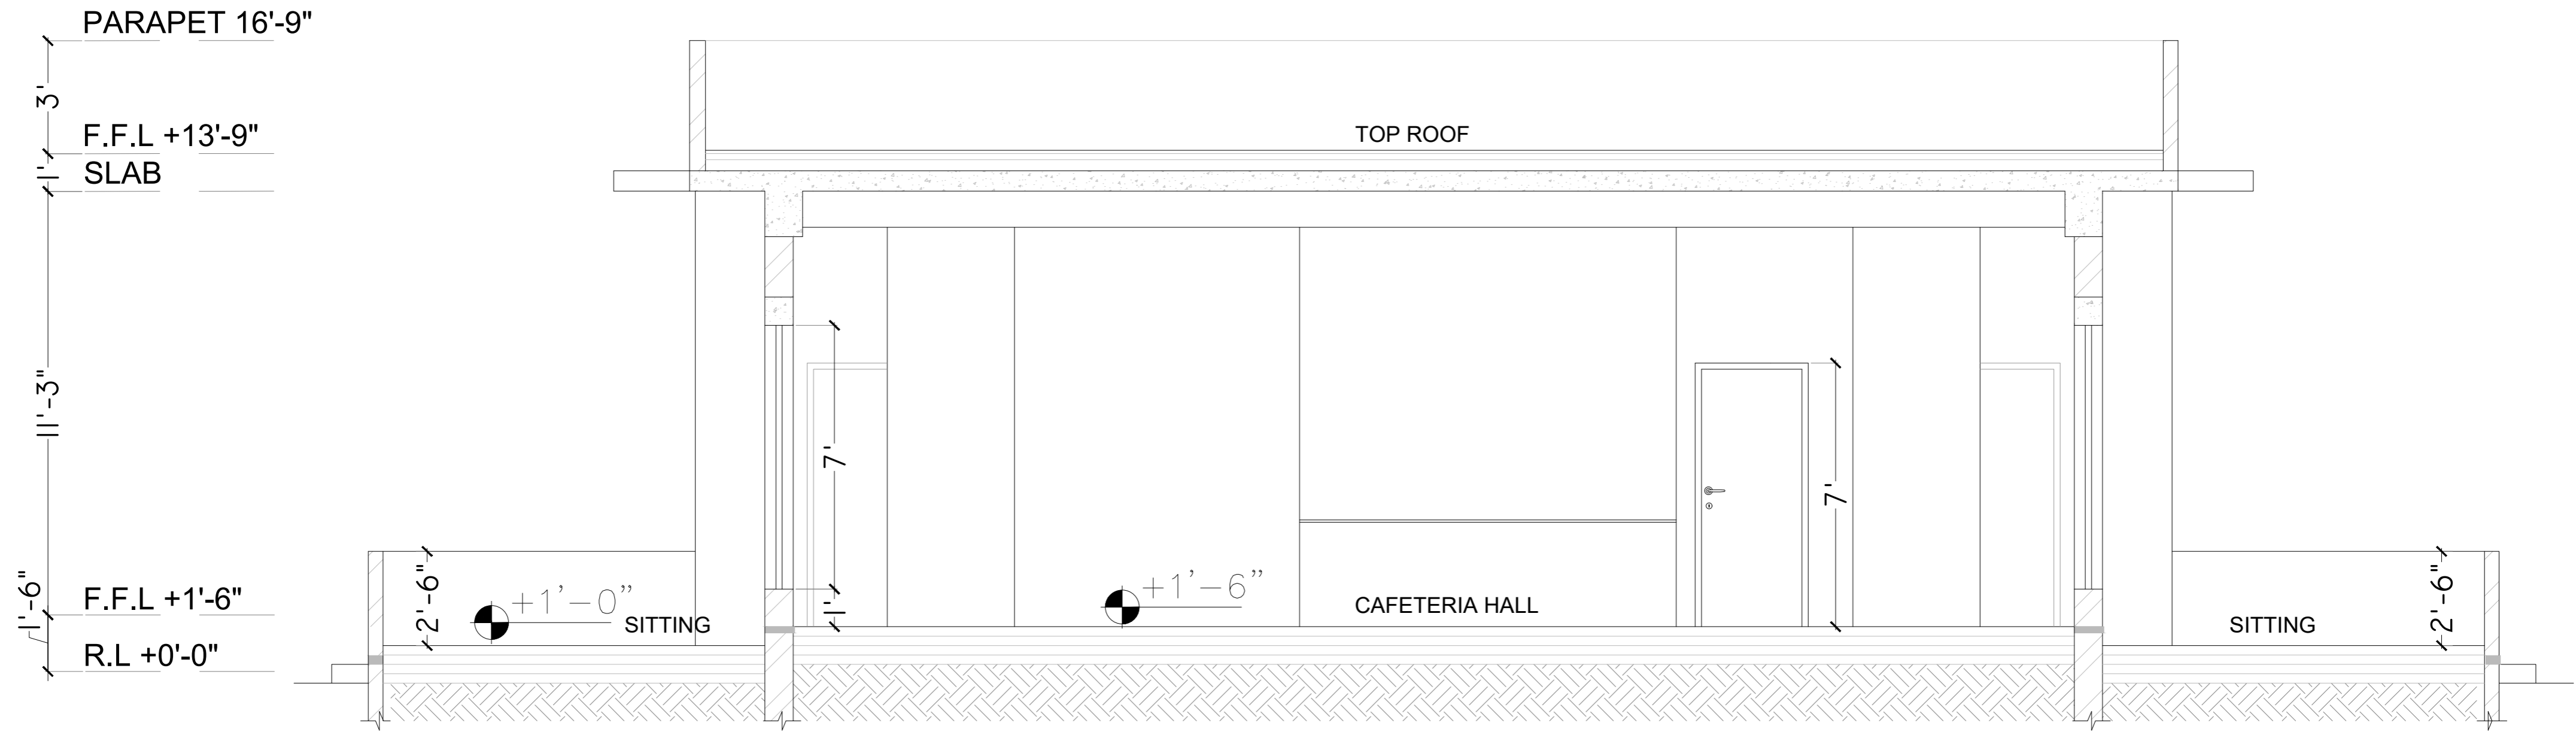 PARAPET 16'-9"
3'
F.F.L +13'-9"
TOP ROOF
1'
SLAB
11'-3"
7'
7'
1'-6"
F.F.L +1'-6"
2'-6"
+1'-0"
SITTING
1'
+1'-6"
CAFETERIA HALL
SITTING
2'-6"
R.L +0'-0"